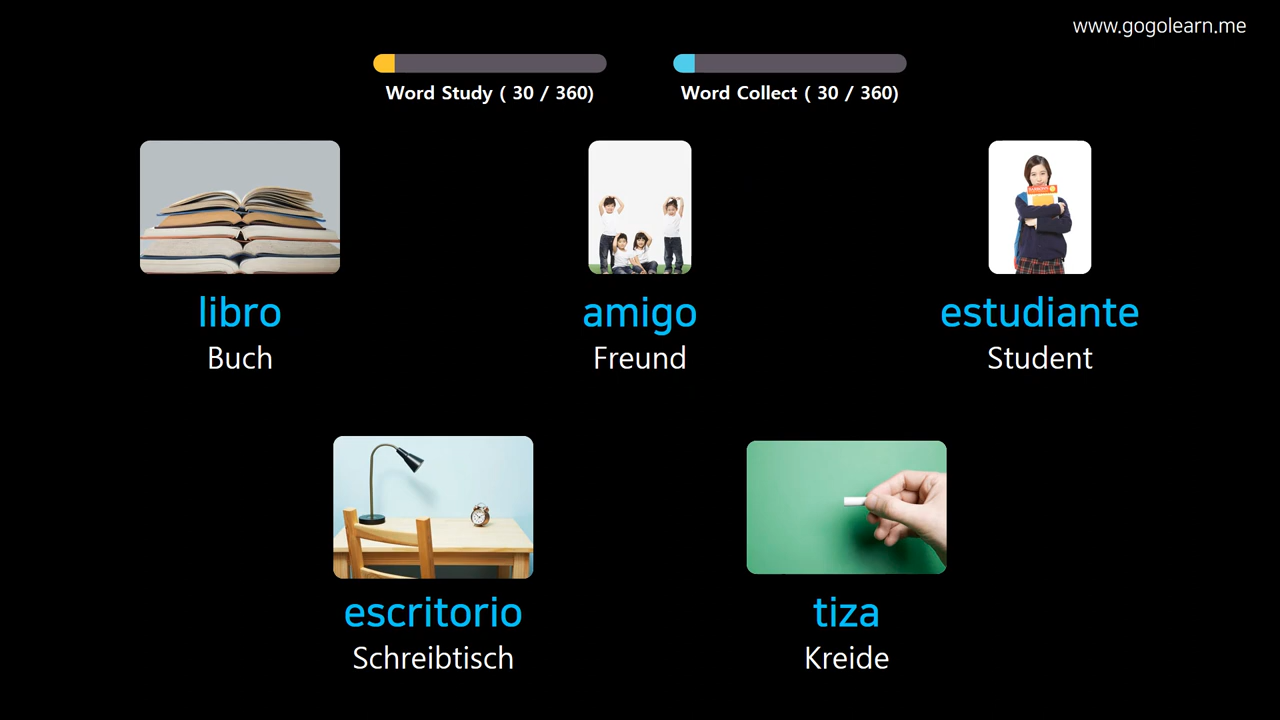 www.gogolearn.me
Word Study ( 30 / 360)
Word Collect ( 30 / 360)
libro
Buch
amigo
Freund
estudiante
Student
escritorio
Schreibtisch
tiza
Kreide